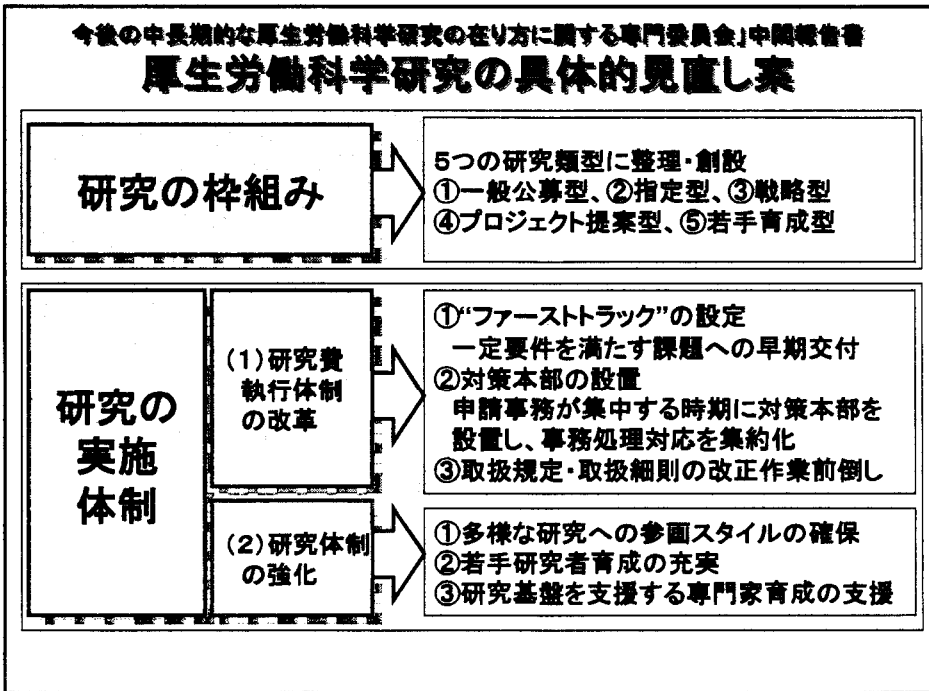 今後の中長期的な厚生労働科学研究の在り方に関する専門委員会」中間報告書
厚生労働科学研究の具体的見直し案
研究の枠組み
5つの研究類型に整理・創設
①一般公募型、②指定型、③戦略型
④プロジェクト提案型、⑤若手育成型
研究の
実施
体制
(1)研究費
執行体制
の改革
①“ファーストトラック”の設定
一定要件を満たす課題への早期交付
②対策本部の設置
申請事務が集中する時期に対策本部を
設置し、事務処理対応を集約化
③取扱規定・取扱細則の改正作業前倒し
(2)研究体制
の強化
①多様な研究への参画スタイルの確保
②若手研究者育成の充実
③研究基盤を支援する専門家育成の支援